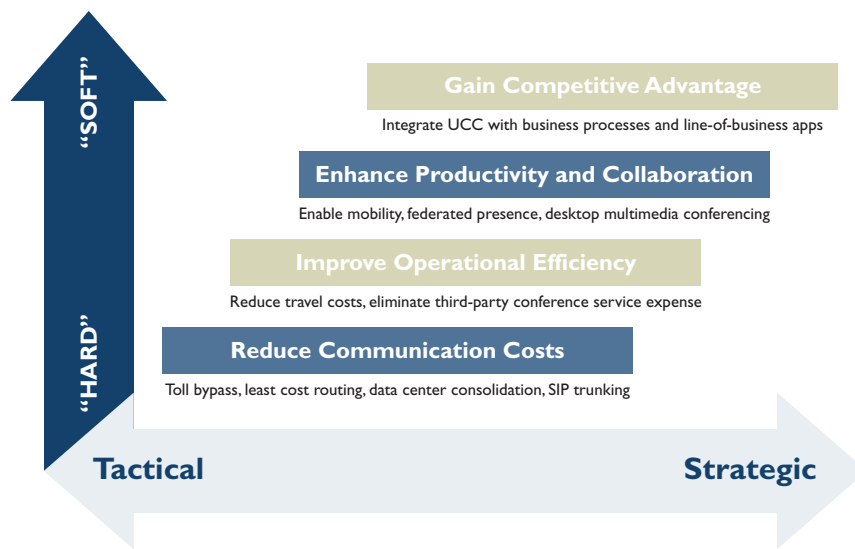 “SOFT”
Gain Competitive Advantage
Integrate UCC with business processes and line-of-business apps
Enhance Productivity and Collaboration
Enable mobility, federated presence, desktop multimedia conferencing
Improve Operational Efficiency
Reduce travel costs, eliminate third-party conference service expense
“HARD”
Reduce Communication Costs
Toll bypass, least cost routing, data center consolidation, SIP trunking
Tactical
Strategic